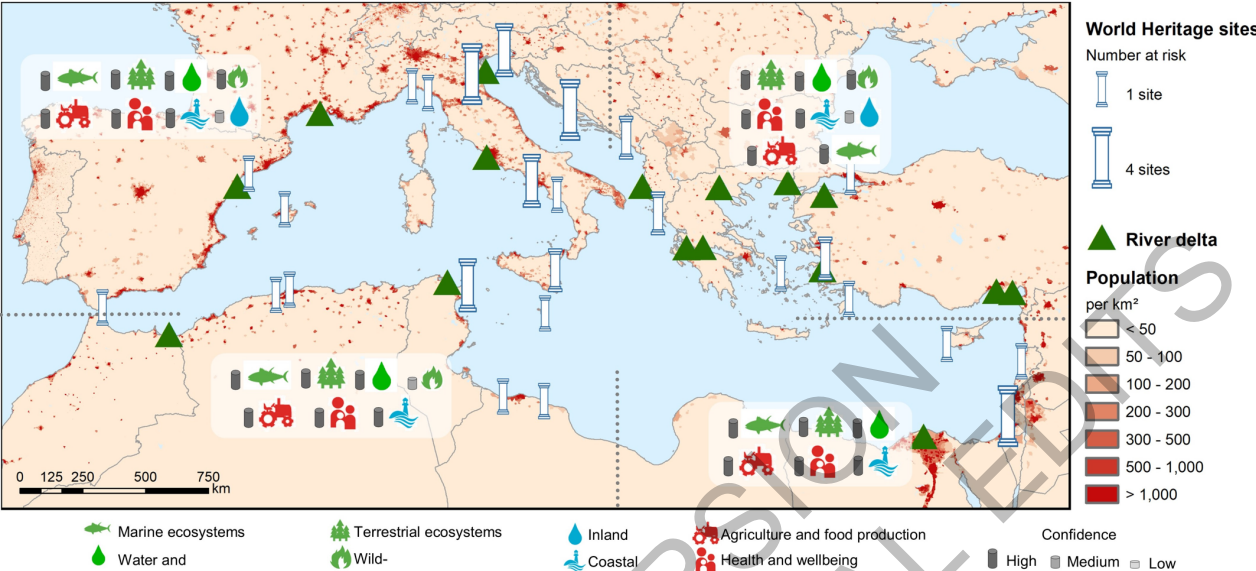 World Heritage sites
Number at risk
1 site
4 sites
River delta
Population
per km²
< 50
50 - 100
100 - 200
200 - 300
300 - 500
500 - 1,000
> 1,000
0 125 250 500 750
km
Marine ecosystems
Terrestrial ecosystems
Inland
Agriculture and food production
Confidence
Water and
Wild-
Coastal
Health and wellbeing
High
Medium
Low
RSION
L EDITS